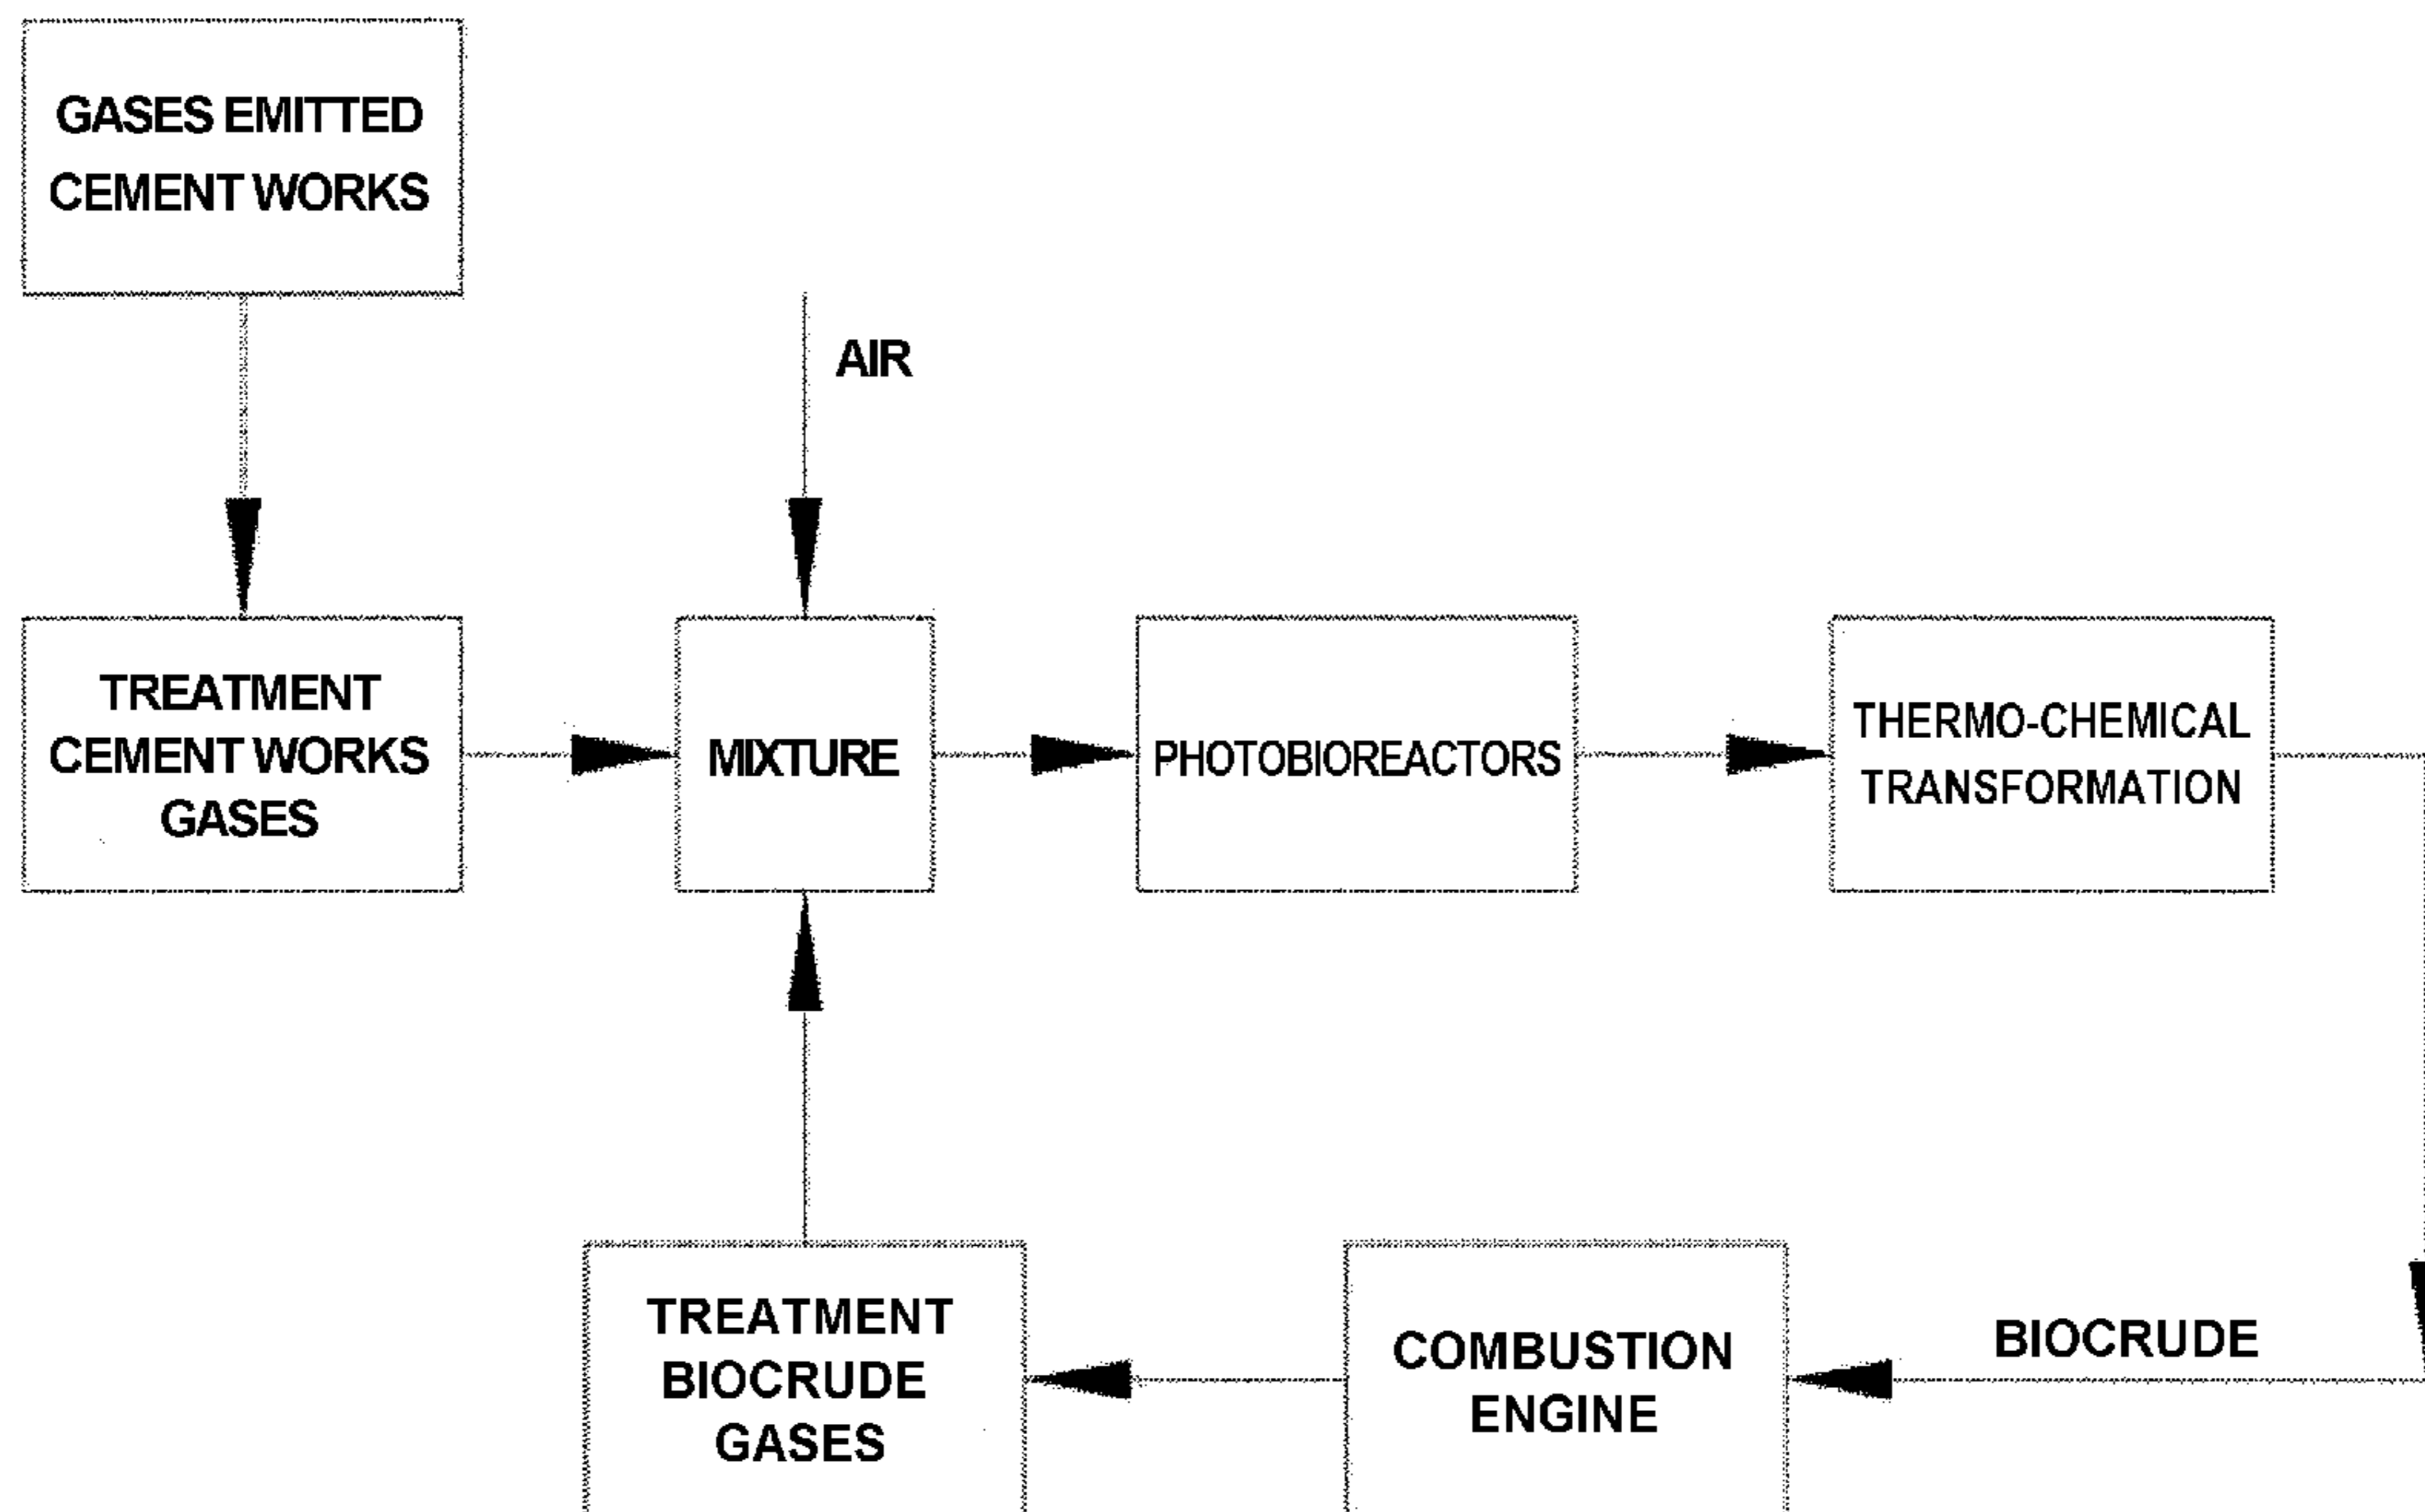 GASES EMITTED
CEMENT WORKS
AIR
TREATMENT
CEMENT WORKS
GASES
MIXTURE
PHOTOBIOREACTORS
THERMO-CHEMICAL
TRANSFORMATION
TREATMENT
BIOCRUDE
GASES
COMBUSTION
ENGINE
BIOCRUDE